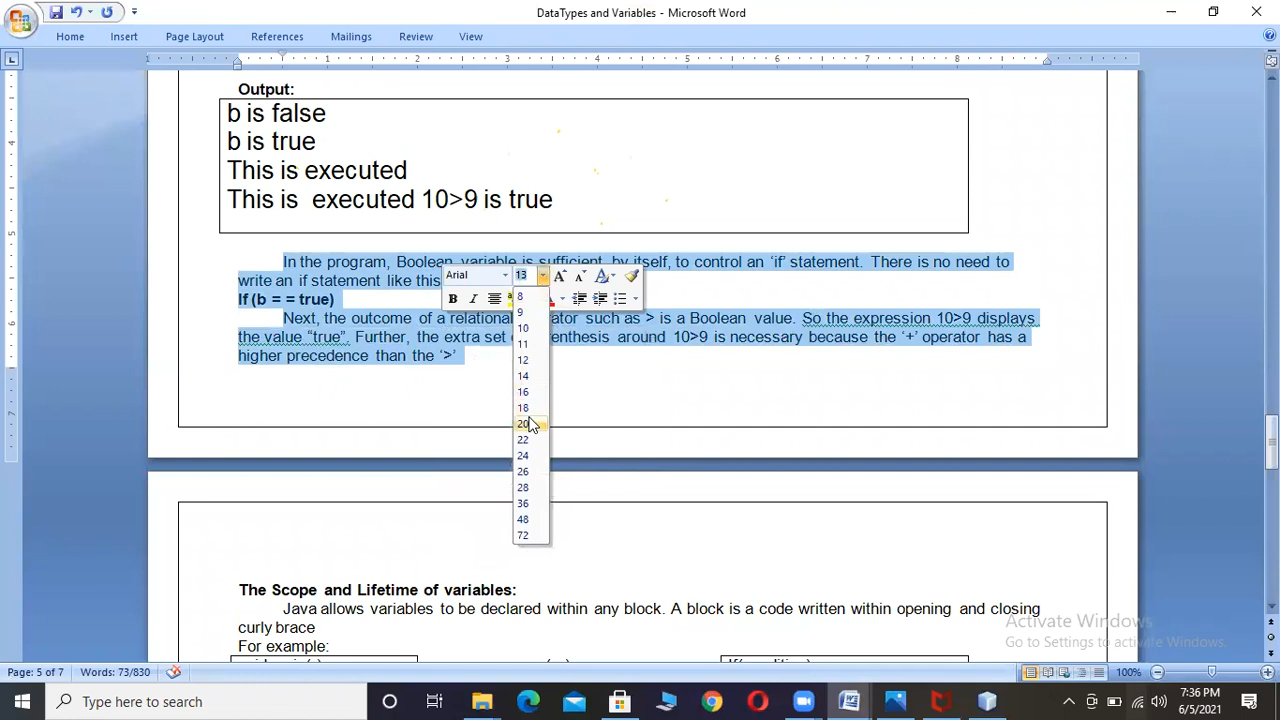 DataTypes and Variables - Microsoft Word
Home Insert Page Layout References Mailings Review View
Output:
b is false
b is true
This is executed
This is executed 10>9 is true
In the program, Boolean variable is sufficient, by itself, to control an ‘if’ statement. There is no need to
write an if statement like this
If (b = = true)
Next, the outcome of a relational operator such as > is a Boolean value. So the expression 10>9 displays
the value “true”. Further, the extra set of parenthesis around 10>9 is necessary because the ‘+’ operator has a
higher precedence than the ‘>’
Arial 13
8
9
10
11
12
14
16
18
20
22
24
26
28
36
48
72
The Scope and Lifetime of variables:
Java allows variables to be declared within any block. A block is a code written within opening and closing
curly brace
For example:
Activate Windows
Go to Settings to activate Windows.
Page: 5 of 7 Words: 73/830 100%
Type here to search
7:36 PM
6/5/2021